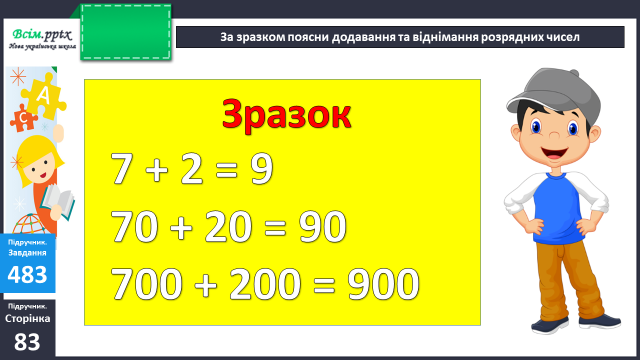 Всім.pptx
Нова українська школа
За зразком поясни додавання та віднімання розрядних чисел
Зразок
7 + 2 = 9
70 + 20 = 90
700 + 200 = 900
А
С
Підручник.
Завдання
483
Підручник.
Сторінка
83